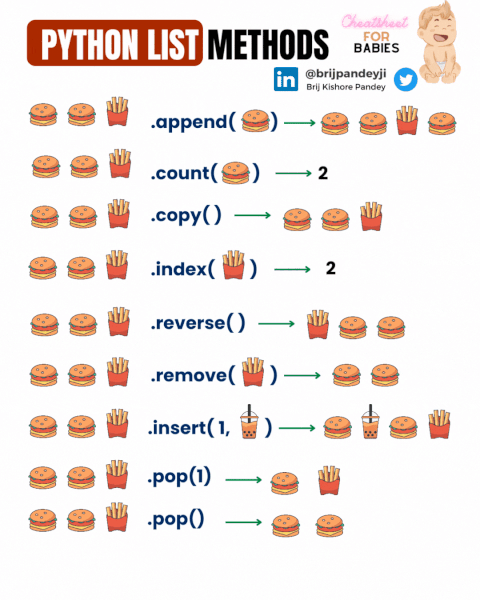 PYTHON LIST METHODS
Cheatsheet
FOR
BABIES
in
@brijpandeyji
Brij Kishore Pandey
.append( )
.count( ) 2
.copy( )
.index( ) 2
.reverse( )
.remove( )
.insert( 1, )
.pop(1)
.pop()